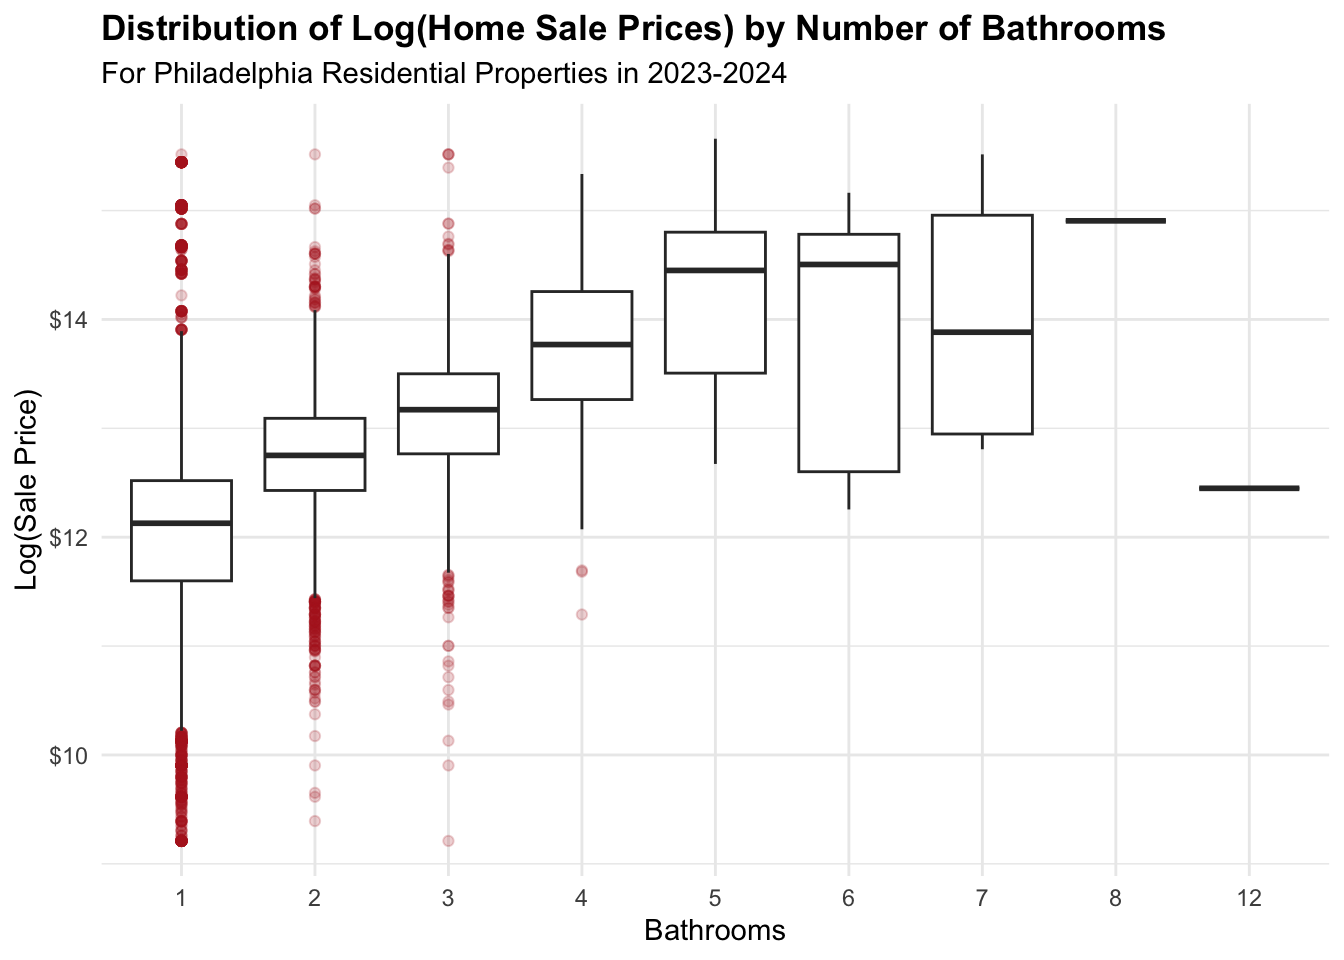 Distribution of Log(Home Sale Prices) by Number of Bathrooms
For Philadelphia Residential Properties in 2023-2024
Log(Sale Price)
$14
$12
$10
1 2 3 4 5 6 7 8 12
Bathrooms